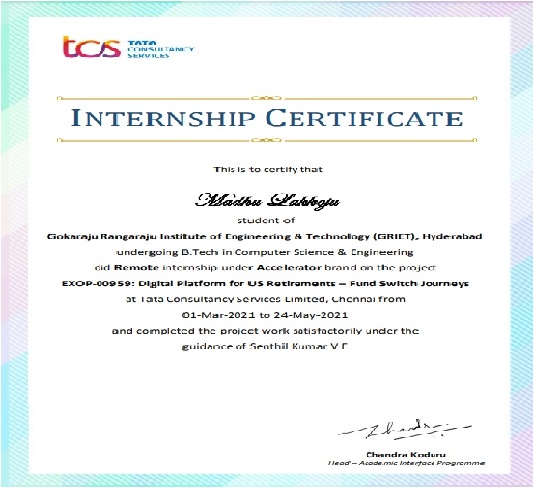 tcs TATA
CONSULTANCY
SERVICES
INTERNSHIP CERTIFICATE
This is to certify that
Madhu Lakkoju
student of
Gokaraju Rangaraju Institute of Engineering & Technology (GRIET), Hyderabad
undergoing B.Tech in Computer Science & Engineering
did Remote internship under Accelerator brand on the project
EXOP-00959: Digital Platform for US Retirements – Fund Switch Journeys
at Tata Consultancy Services Limited, Chennai from
01-Mar-2021 to 24-May-2021
and completed the project work satisfactorily under the
guidance of Senthil Kumar V E
Chandra Koduru
Head – Academic Interface Programme